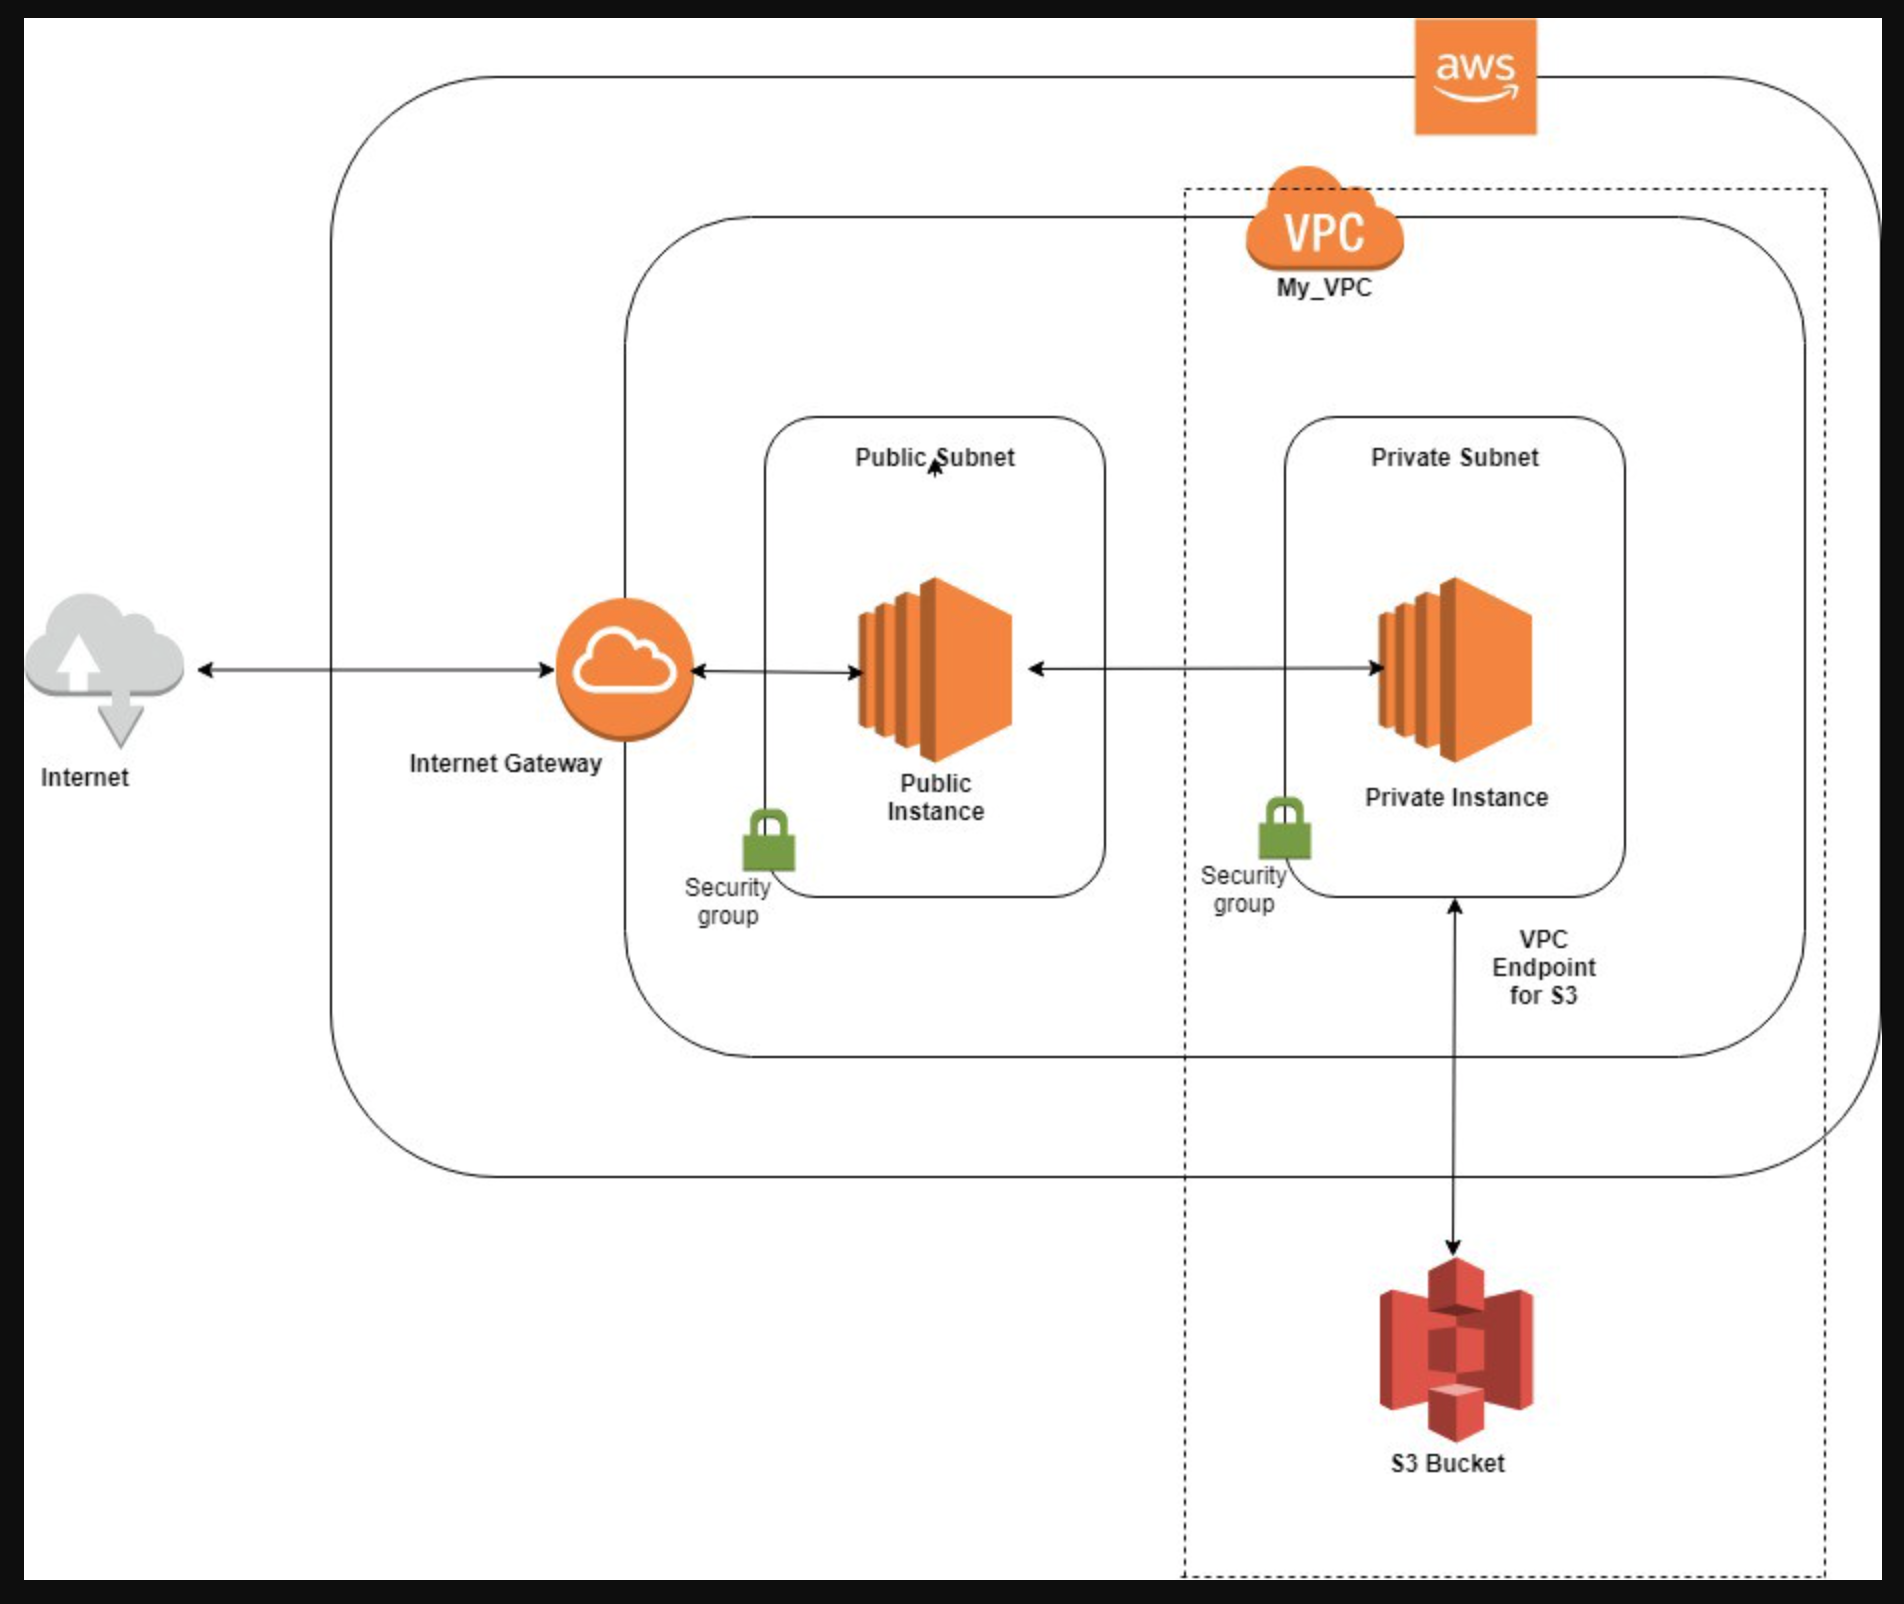 aws
VPC
My_VPC
Public Subnet
Private Subnet
Internet
Internet Gateway
Public
Instance
Private Instance
Security
group
Security
group
VPC
Endpoint
for S3
S3 Bucket